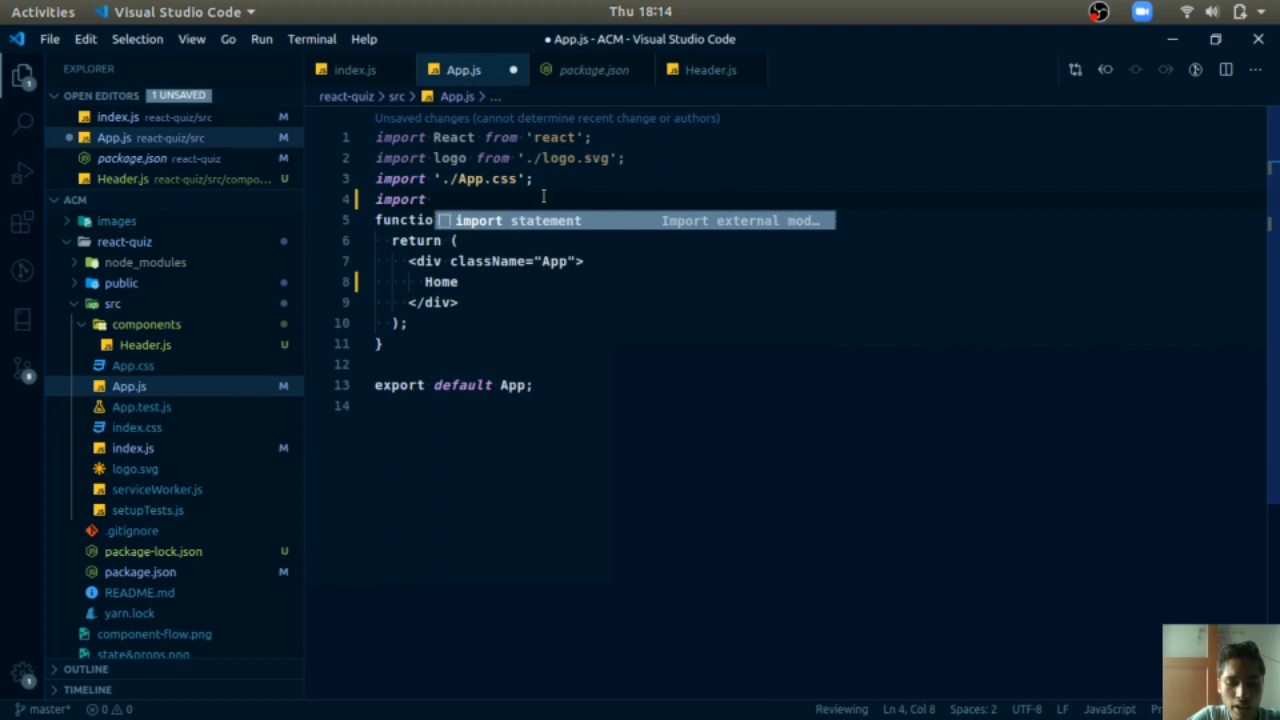 Activities Visual Studio Code Thu 18:14
File Edit Selection View Go Run Terminal Help ● App.js - ACM - Visual Studio Code
EXPLORER index.js App.js package.json Header.js
OPEN EDITORS 1 UNSAVED react-quiz > src > App.js > ...
index.js react-quiz/src M
App.js react-quiz/src M
package.json react-quiz
Header.js react-quiz/src/compo... U
ACM
images
react-quiz
node_modules
public
src
components
Header.js U
App.css
App.js M
App.test.js
index.css
index.js M
logo.svg
serviceWorker.js
setupTests.js
.gitignore
package-lock.json U
package.json M
README.md
yarn.lock
component-flow.png
state&props.png
OUTLINE
TIMELINE
Unsaved changes (cannot determine recent change or authors)
1 import React from 'react';
2 import logo from './logo.svg';
3 import './App.css';
4 import
5 functio
import statement Import external mod...
6 return (
7 <div className="App">
8 Home
9 </div>
10 );
11 }
12
13 export default App;
14
1
8
1
master* 0 0 Reviewing Ln 4, Col 8 Spaces: 2 UTF-8 LF JavaScript